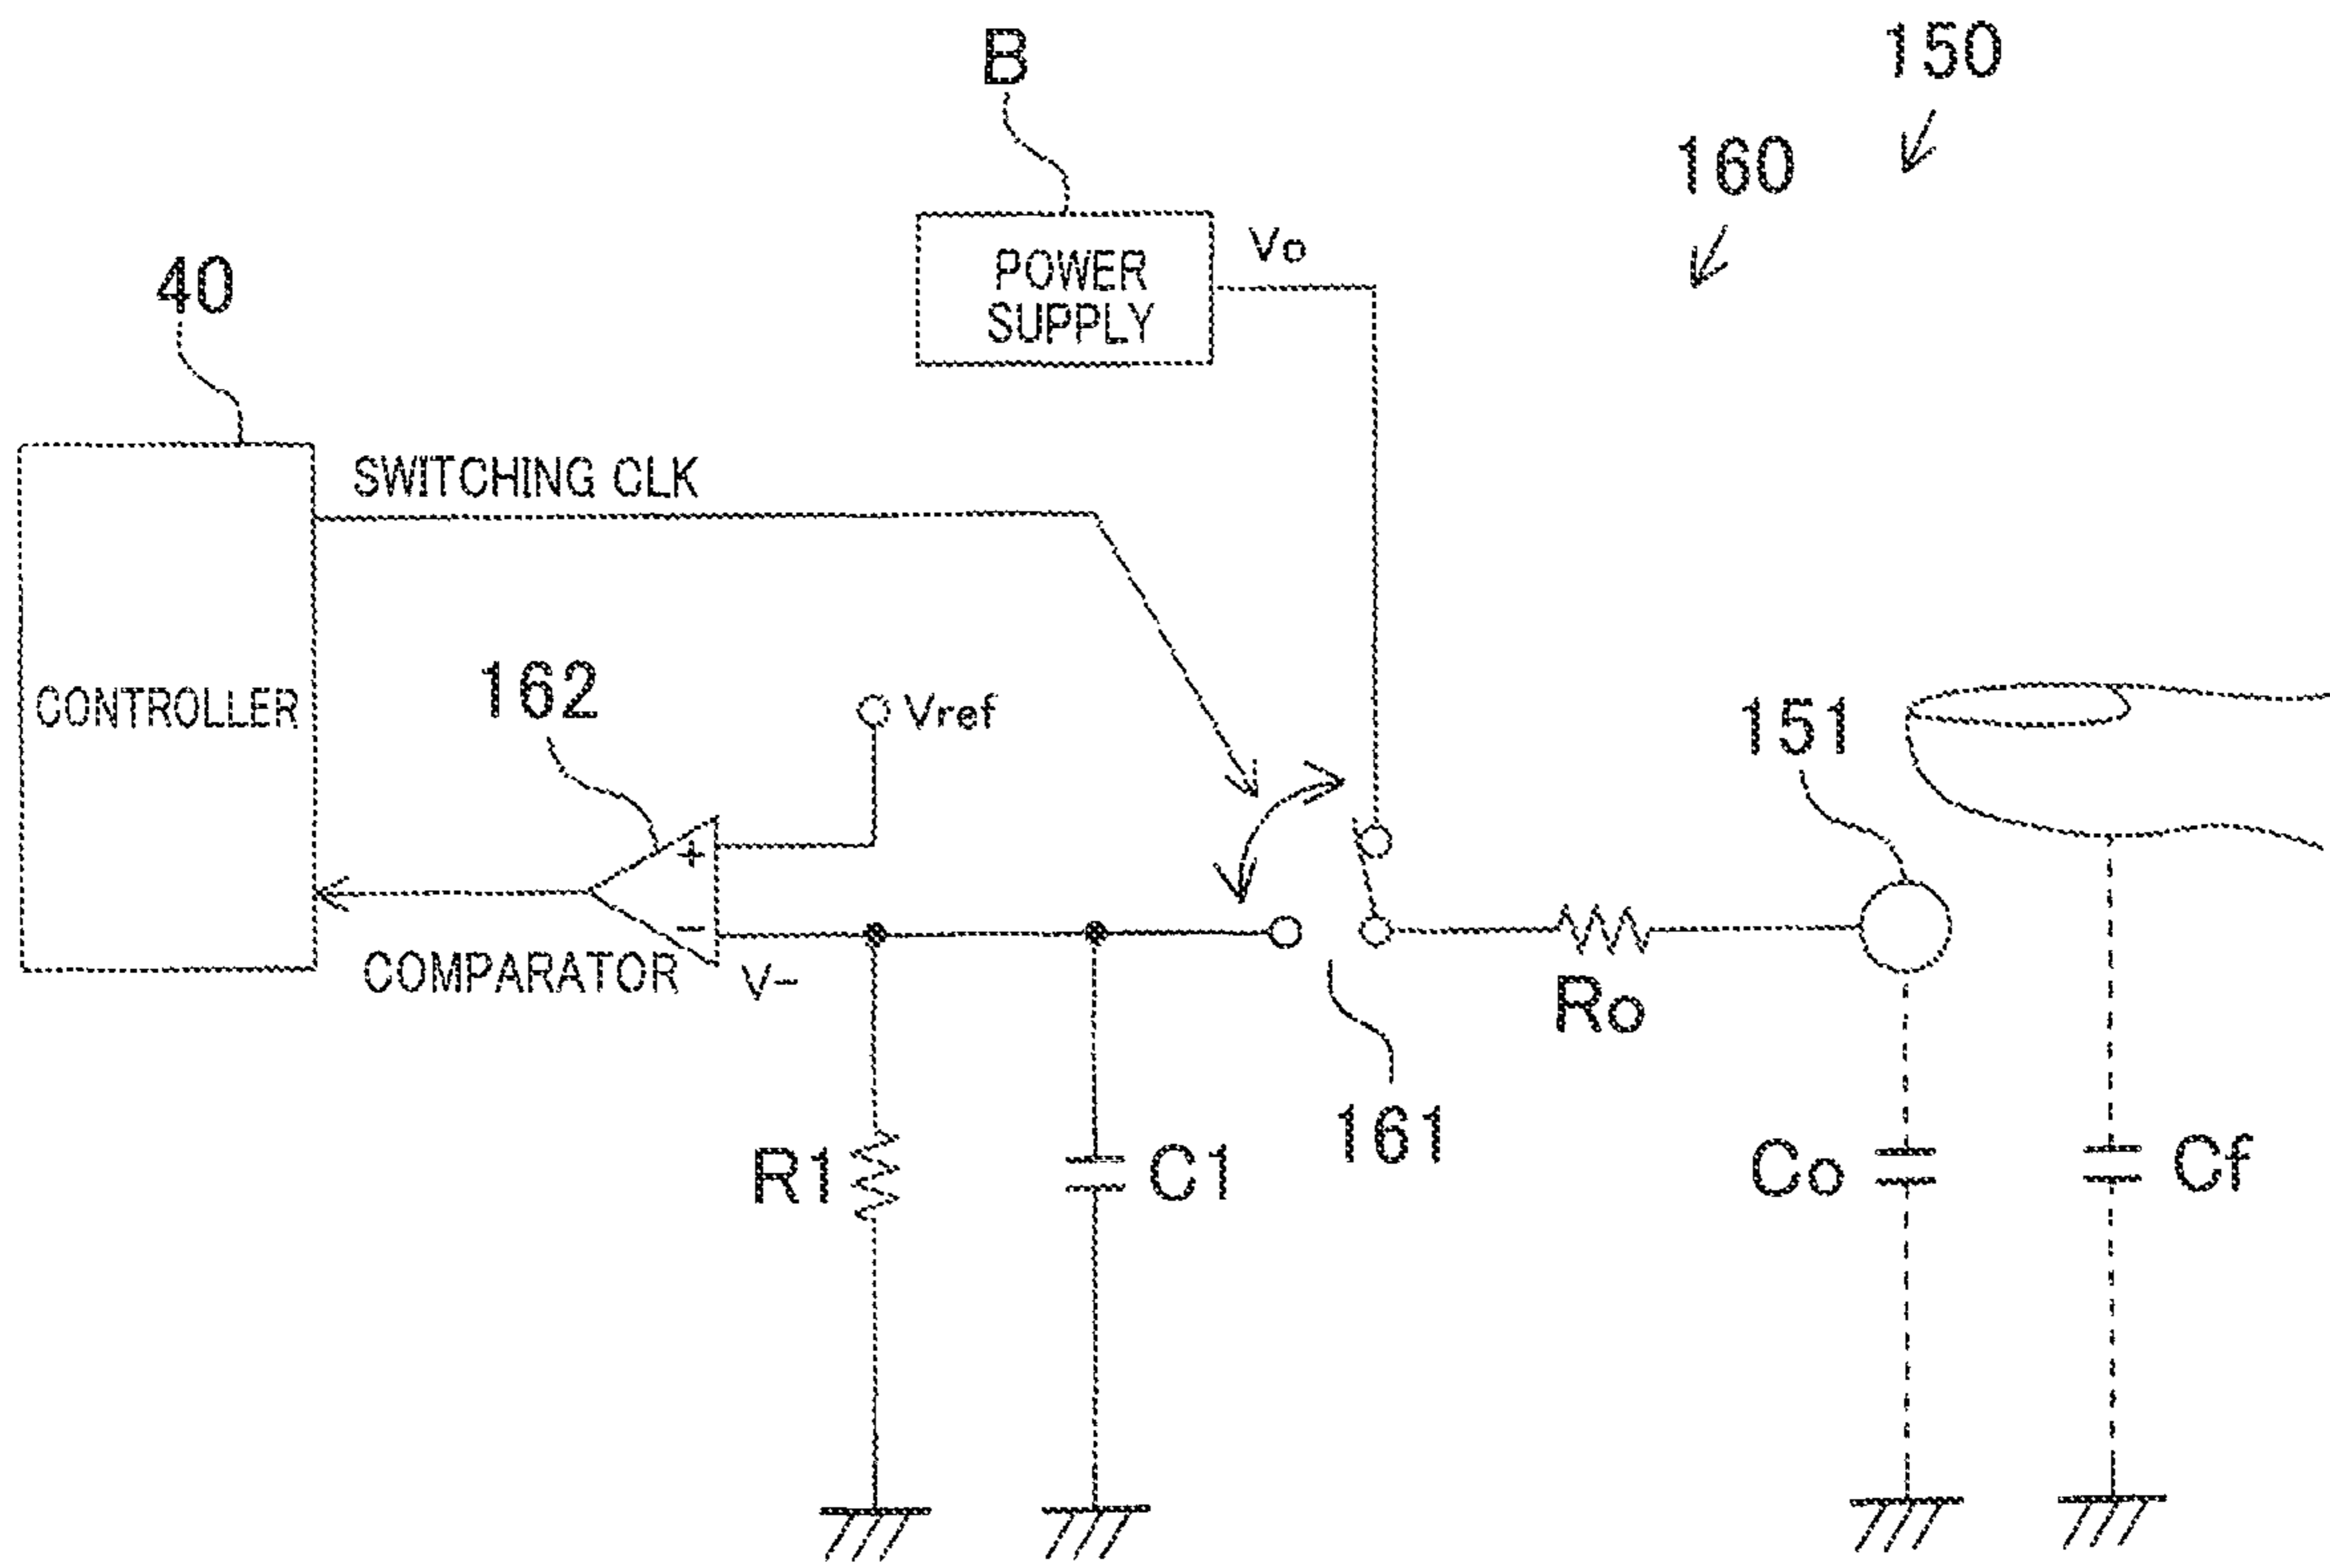 B
150
160
Vo
POWER
SUPPLY
40
SWITCHING CLK
CONTROLLER
162
Vref
151
+
−
COMPARATOR
V−
Ro
161
R1
C1
Co
Cf